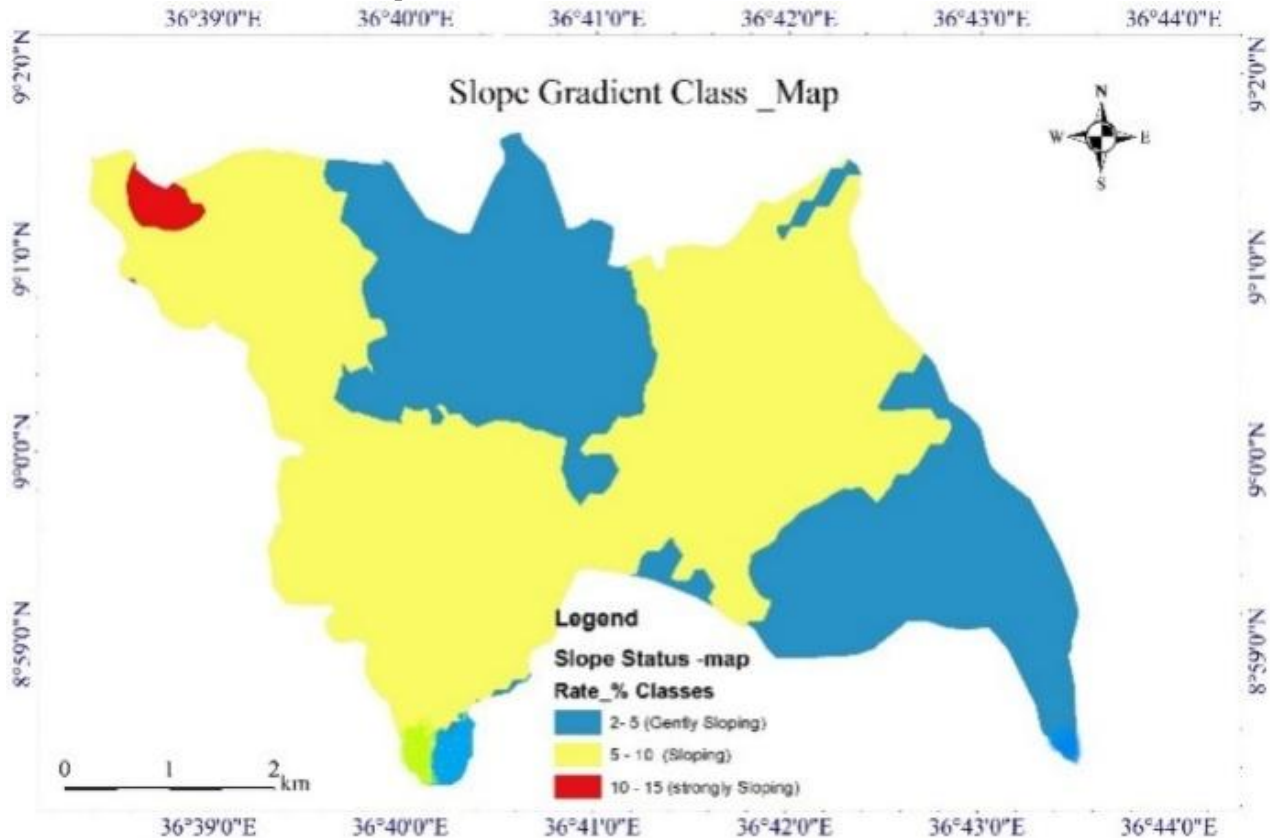 36°39'0"E 36°40'0"E 36°41'0"E 36°42'0"E 36°43'0"E 36°44'0"E
9°2'0"N 9°2'0"N
Slope Gradient Class _Map
N
W E
S
9°1'0"N 9°1'0"N
9°0'0"N 9°0'0"N
8°59'0"N 8°59'0"N
Legend
Slope Status -map
Rate_% Classes
2- 5 (Gently Sloping)
5 - 10 (Sloping)
10 - 15 (strongly Sloping)
0 1 2
km
36°39'0"E 36°40'0"E 36°41'0"E 36°42'0"E 36°43'0"E 36°44'0"E